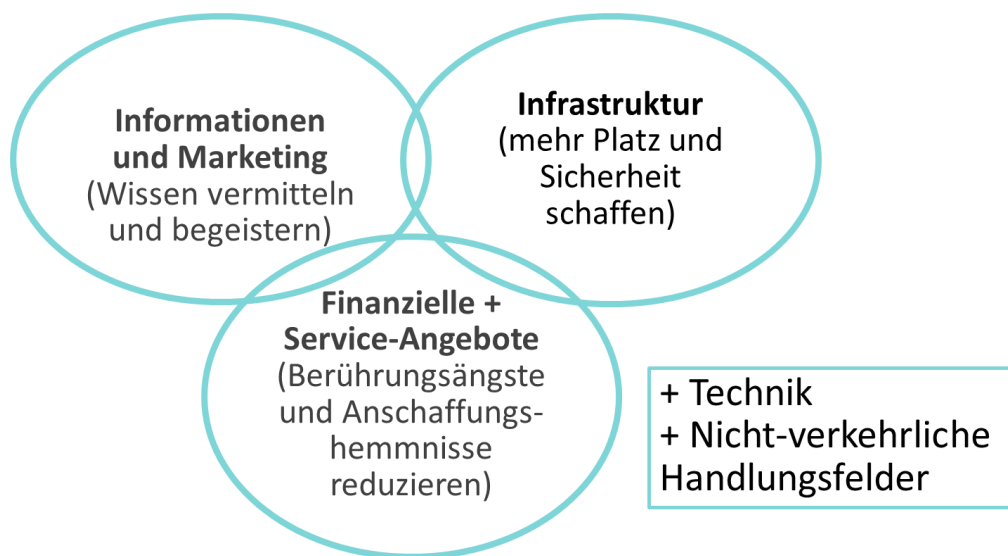 Informationen
und Marketing
(Wissen vermitteln
und begeistern)
Infrastruktur
(mehr Platz und
Sicherheit
schaffen)
Finanzielle +
Service-Angebote
(Berührungsängste
und Anschaffungs-
hemmnisse
reduzieren)
+ Technik
+ Nicht-verkehrliche
Handlungsfelder